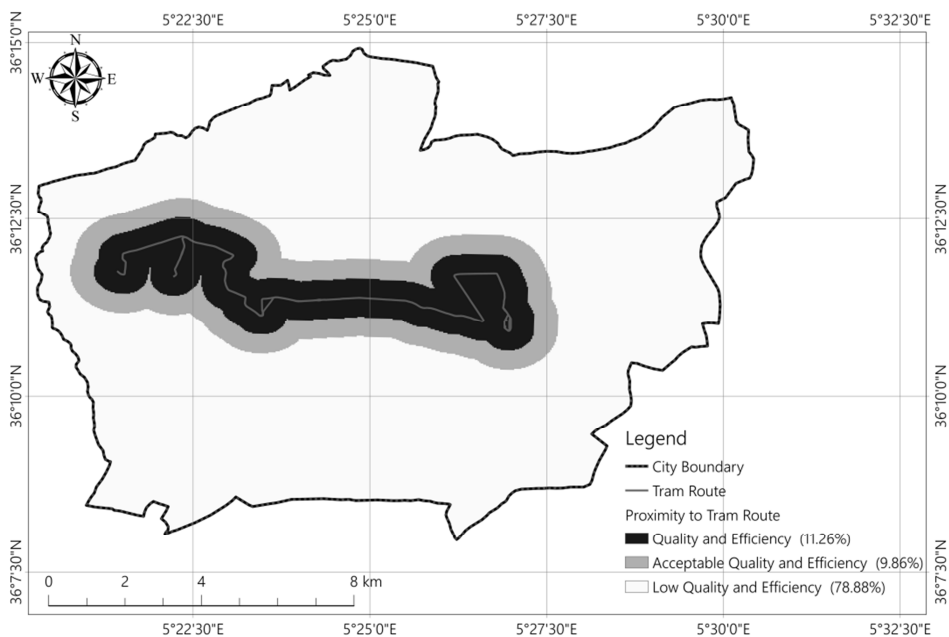 5°22'30"E 5°25'0"E 5°27'30"E 5°30'0"E 5°32'30"E
36°15'0"N 36°15'0"N
N
W E
S
36°12'30"N 36°12'30"N
36°10'0"N 36°10'0"N
Legend
City Boundary
Tram Route
Proximity to Tram Route
Quality and Efficiency (11.26%)
Acceptable Quality and Efficiency (9.86%)
Low Quality and Efficiency (78.88%)
36°7'30"N 36°7'30"N
0 2 4 8 km
5°22'30"E 5°25'0"E 5°27'30"E 5°30'0"E 5°32'30"E